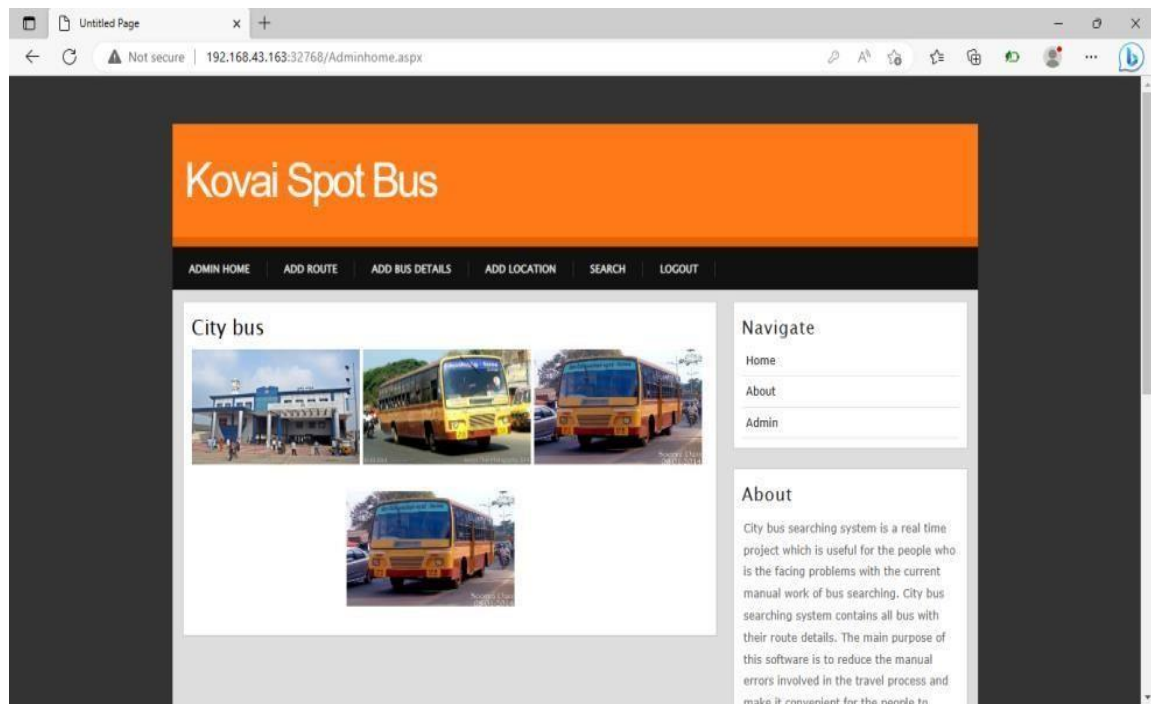 Untitled Page
Not secure | 192.168.43.163:32768/Adminhome.aspx
Kovai Spot Bus
ADMIN HOME ADD ROUTE ADD BUS DETAILS ADD LOCATION SEARCH LOGOUT
City bus
Navigate
Home
About
Admin
About
City bus searching system is a real time
project which is useful for the people who
is the facing problems with the current
manual work of bus searching. City bus
searching system contains all bus with
their route details. The main purpose of
this software is to reduce the manual
errors involved in the travel process and
make it convenient for the people to